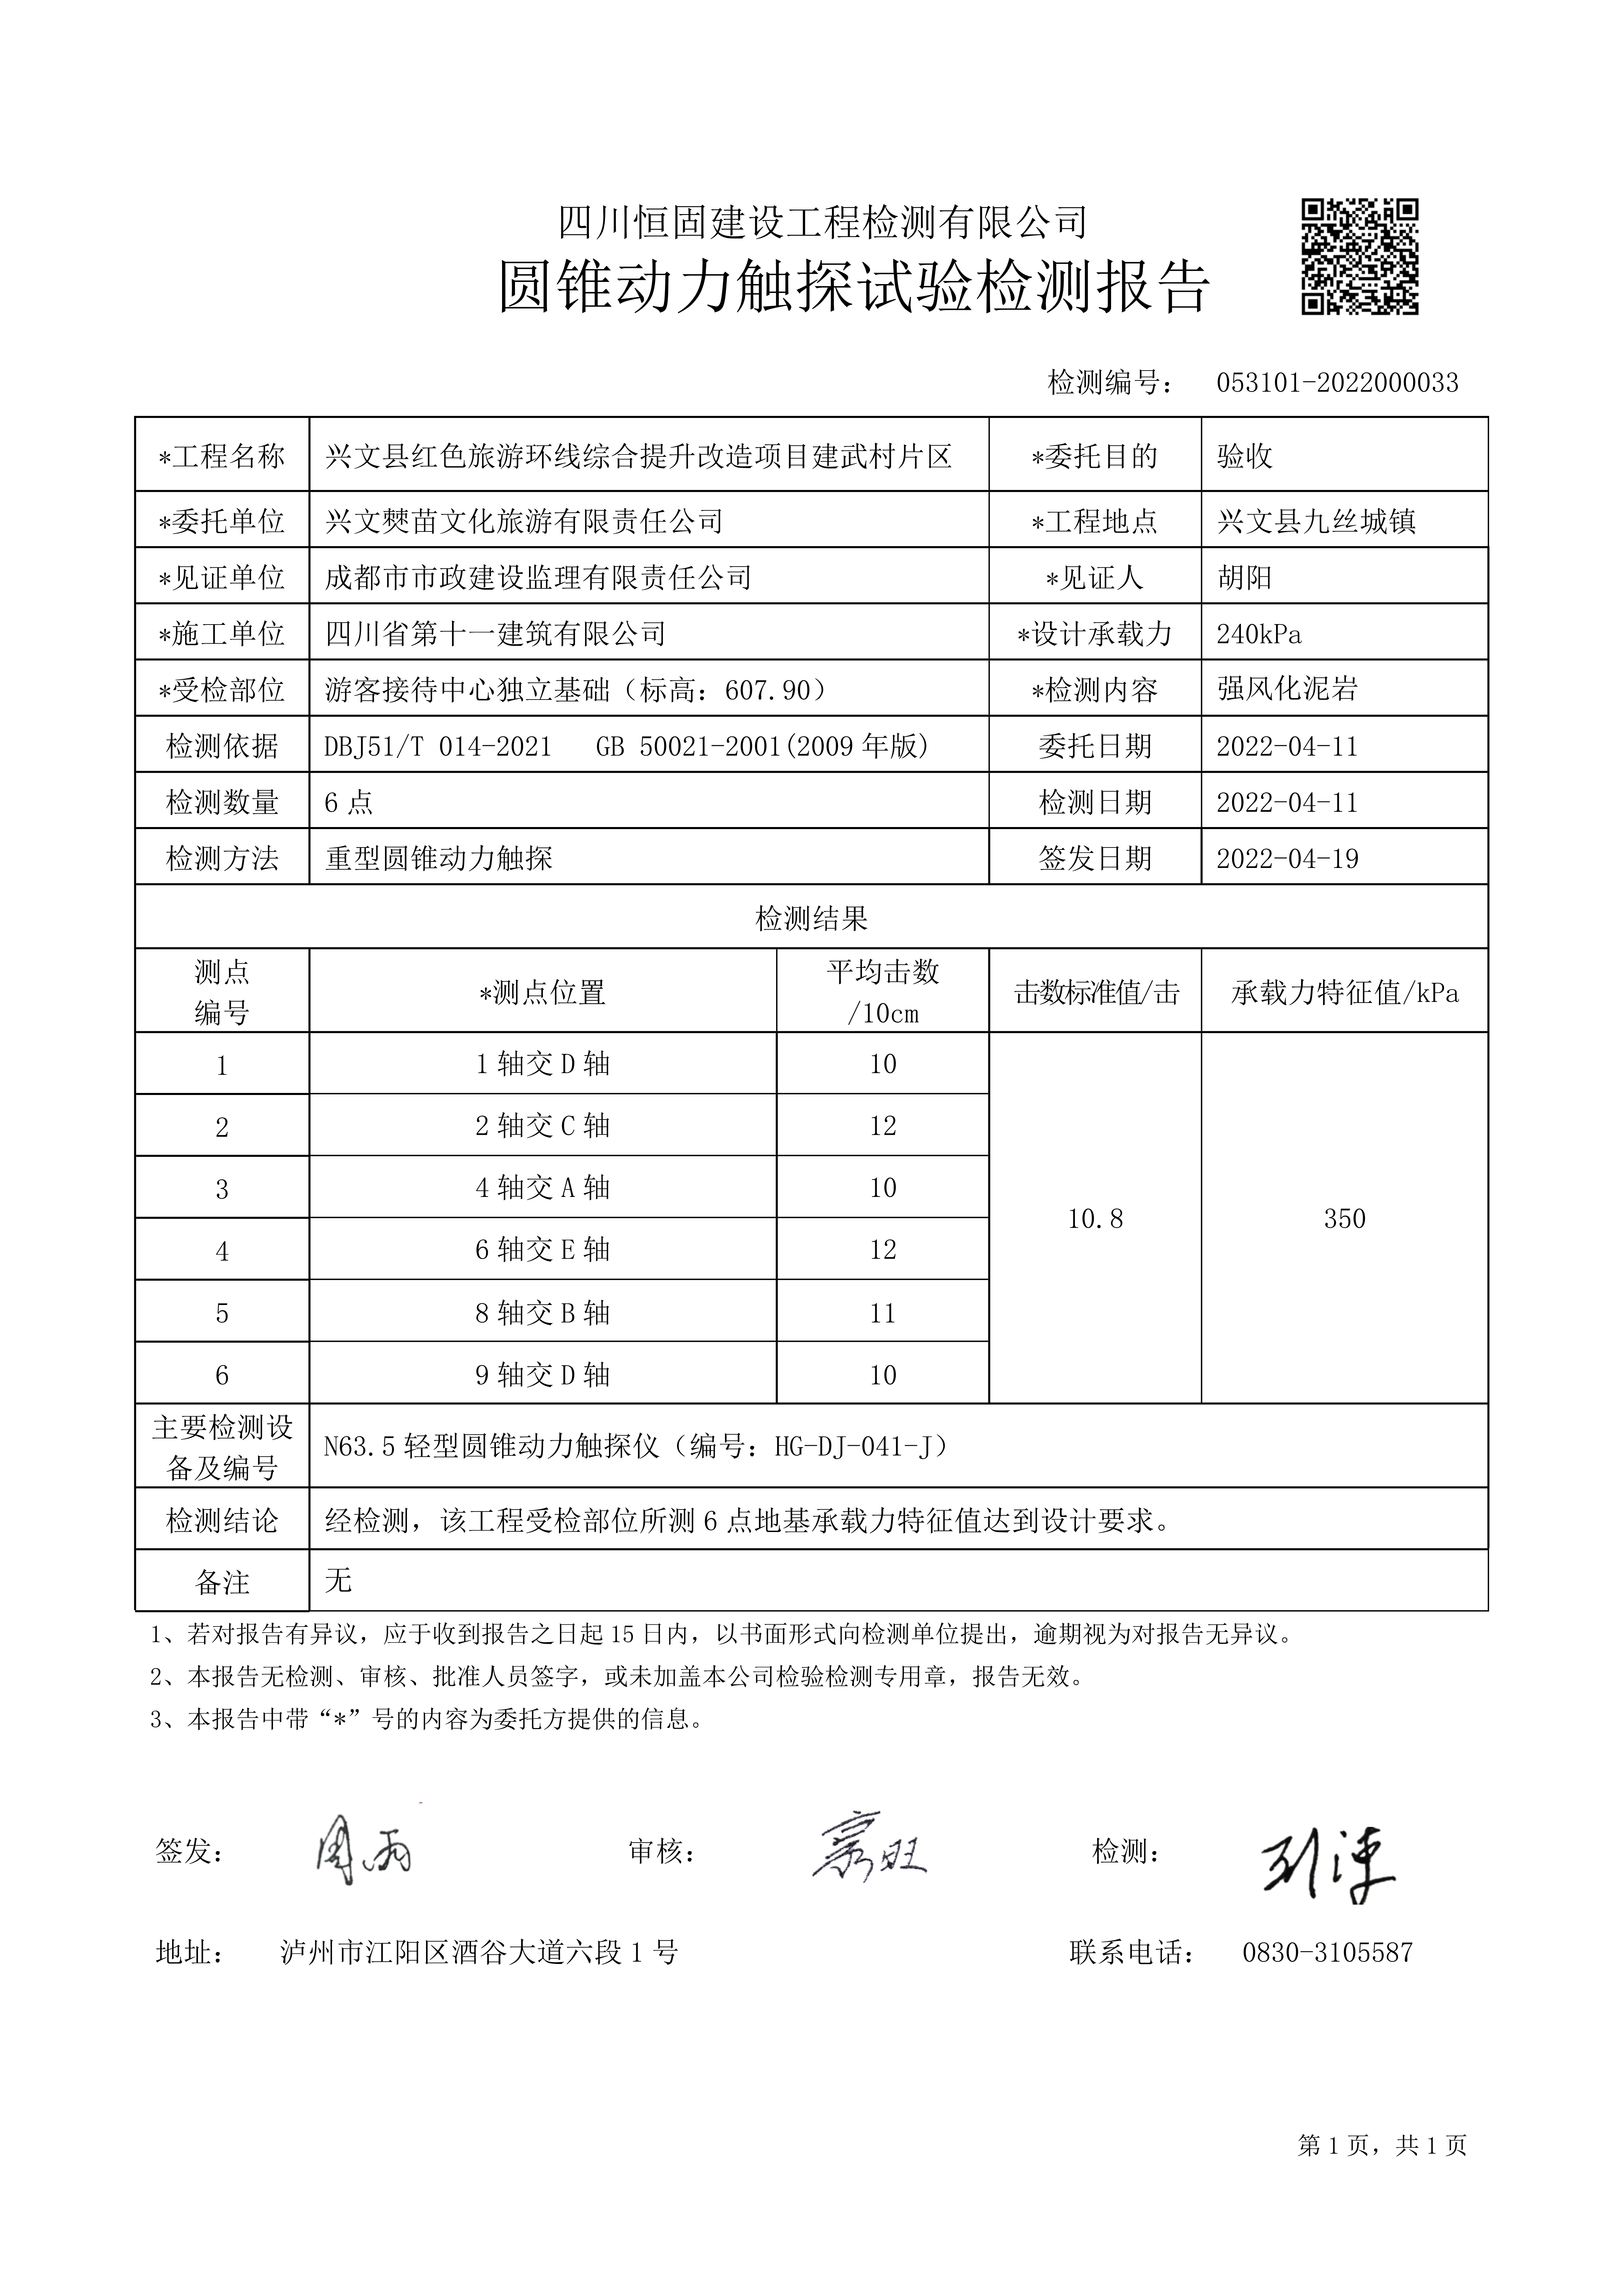 四川恒固建设工程检测有限公司
圆锥动力触探试验检测报告
检测编号： 053101-2022000033
*工程名称 兴文县红色旅游环线综合提升改造项目建武村片区 *委托目的 验收
*委托单位 兴文僰苗文化旅游有限责任公司 *工程地点 兴文县九丝城镇
*见证单位 成都市市政建设监理有限责任公司 *见证人 胡阳
*施工单位 四川省第十一建筑有限公司 *设计承载力 240kPa
*受检部位 游客接待中心独立基础（标高：607.90） *检测内容 强风化泥岩
检测依据 DBJ51/T 014-2021 GB 50021-2001(2009年版) 委托日期 2022-04-11
检测数量 6点 检测日期 2022-04-11
检测方法 重型圆锥动力触探 签发日期 2022-04-19
检测结果
测点编号 *测点位置 平均击数/10cm 击数标准值/击 承载力特征值/kPa
1 1轴交D轴 10
2 2轴交C轴 12
3 4轴交A轴 10
4 6轴交E轴 12
10.8 350
5 8轴交B轴 11
6 9轴交D轴 10
主要检测设备及编号 N63.5轻型圆锥动力触探仪（编号：HG-DJ-041-J）
检测结论 经检测，该工程受检部位所测6点地基承载力特征值达到设计要求。
备注 无
1、若对报告有异议，应于收到报告之日起15日内，以书面形式向检测单位提出，逾期视为对报告无异议。
2、本报告无检测、审核、批准人员签字，或未加盖本公司检验检测专用章，报告无效。
3、本报告中带“*”号的内容为委托方提供的信息。
签发： 周雨 审核： 检测：
地址： 泸州市江阳区酒谷大道六段1号 联系电话： 0830-3105587
第1页，共1页